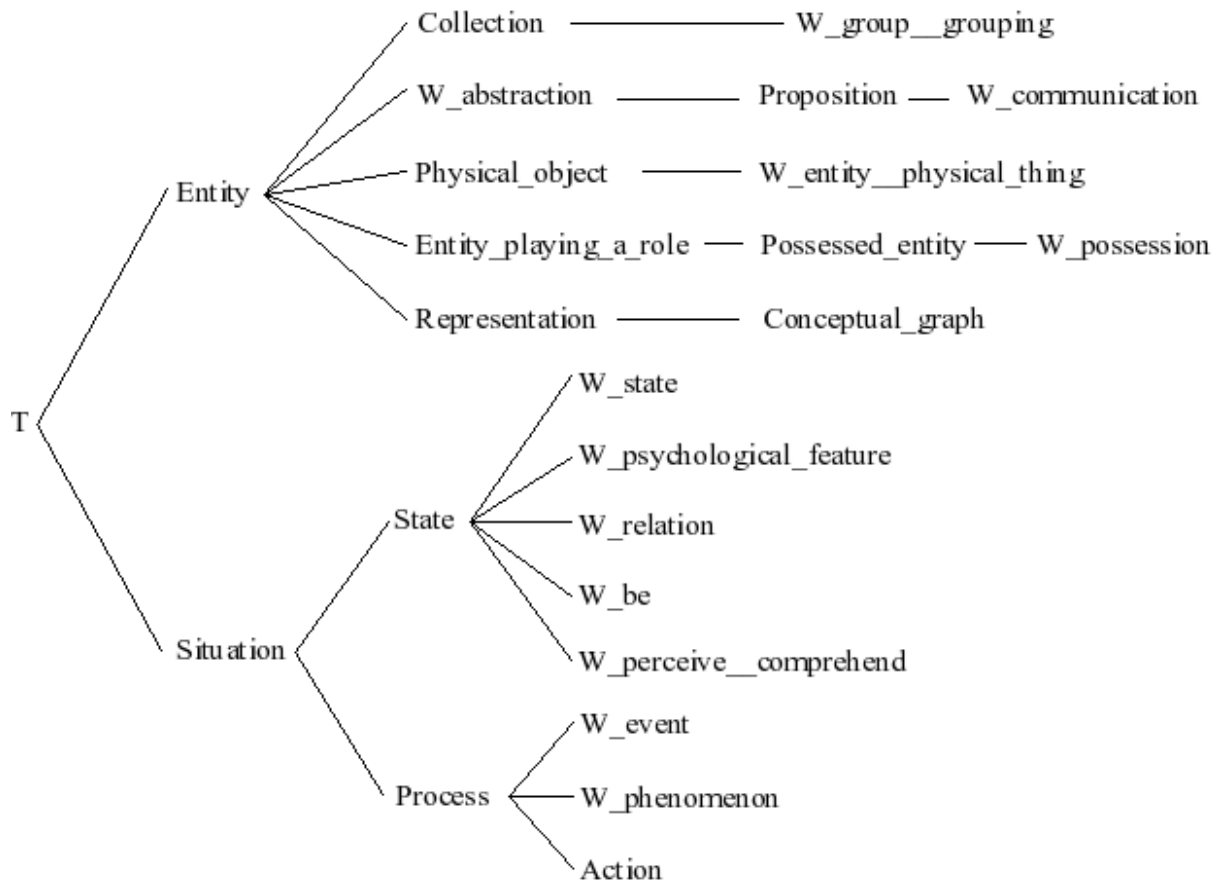 Collection W_group__grouping
W_abstraction Proposition W_communication
Physical_object W_entity__physical_thing
Entity
Entity_playing_a_role Possessed_entity W_possession
Representation Conceptual_graph
W_state
T
W_psychological_feature
State W_relation
W_be
Situation W_perceive__comprehend
W_event
Process W_phenomenon
Action